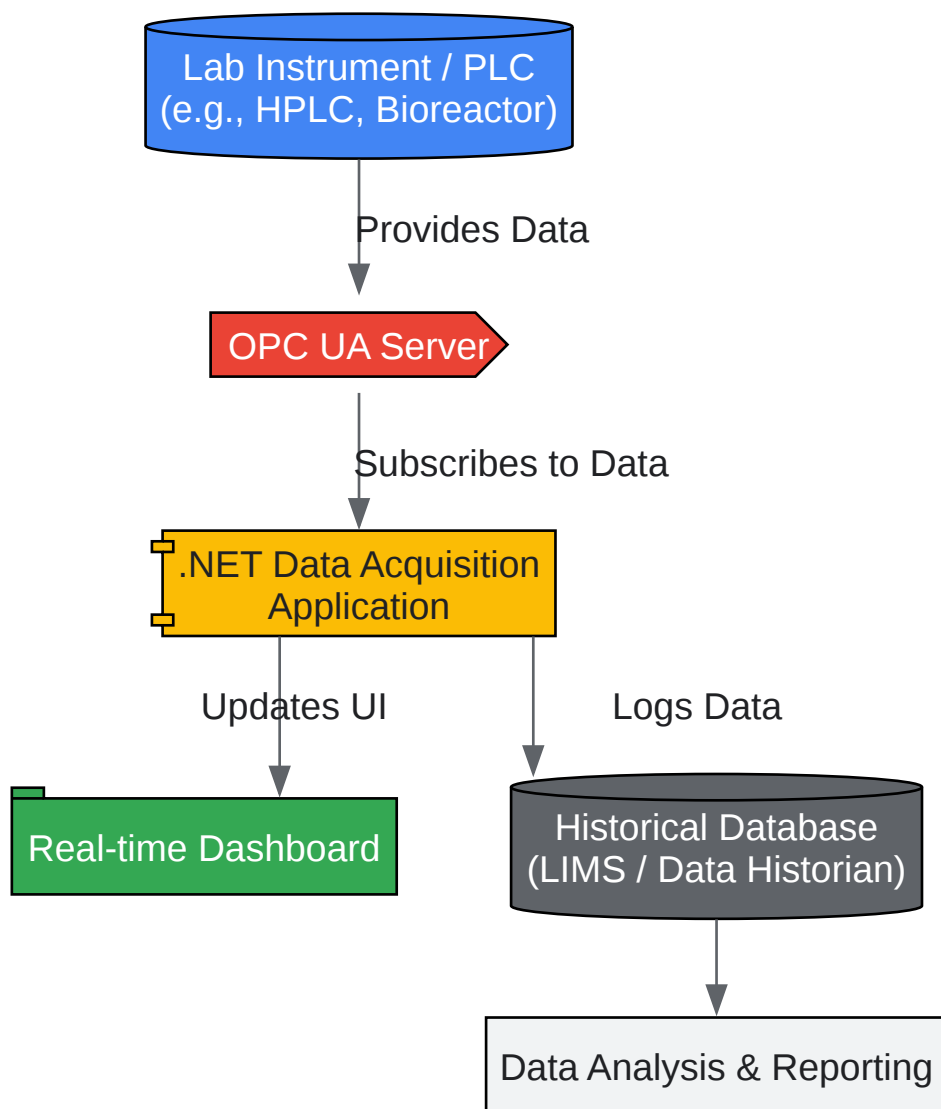 Lab Instrument / PLC
(e.g., HPLC, Bioreactor)
Provides Data
OPC UA Server
Subscribes to Data
.NET Data Acquisition
Application
Updates UI
Logs Data
Real-time Dashboard
Historical Database
(LIMS / Data Historian)
Data Analysis & Reporting